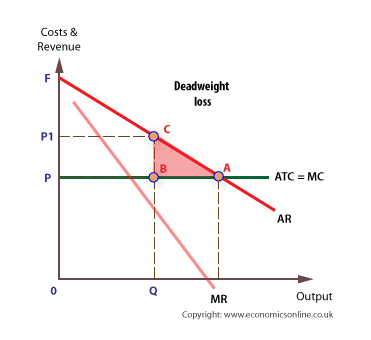 Costs &
Revenue
F
Deadweight
loss
P1
C
P
B
A
ATC = MC
AR
0
Q
MR
Output
Copyright: www.economicsonline.co.uk